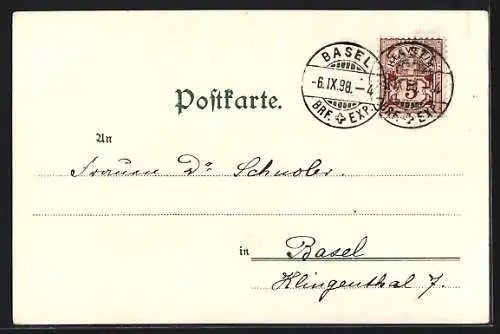 BASEL
-6.IX.98.-4
BRF. EXP.
5
Postkarte.
An
Frauen Dr Schuoler.
in Basel
Klingenthal 7.